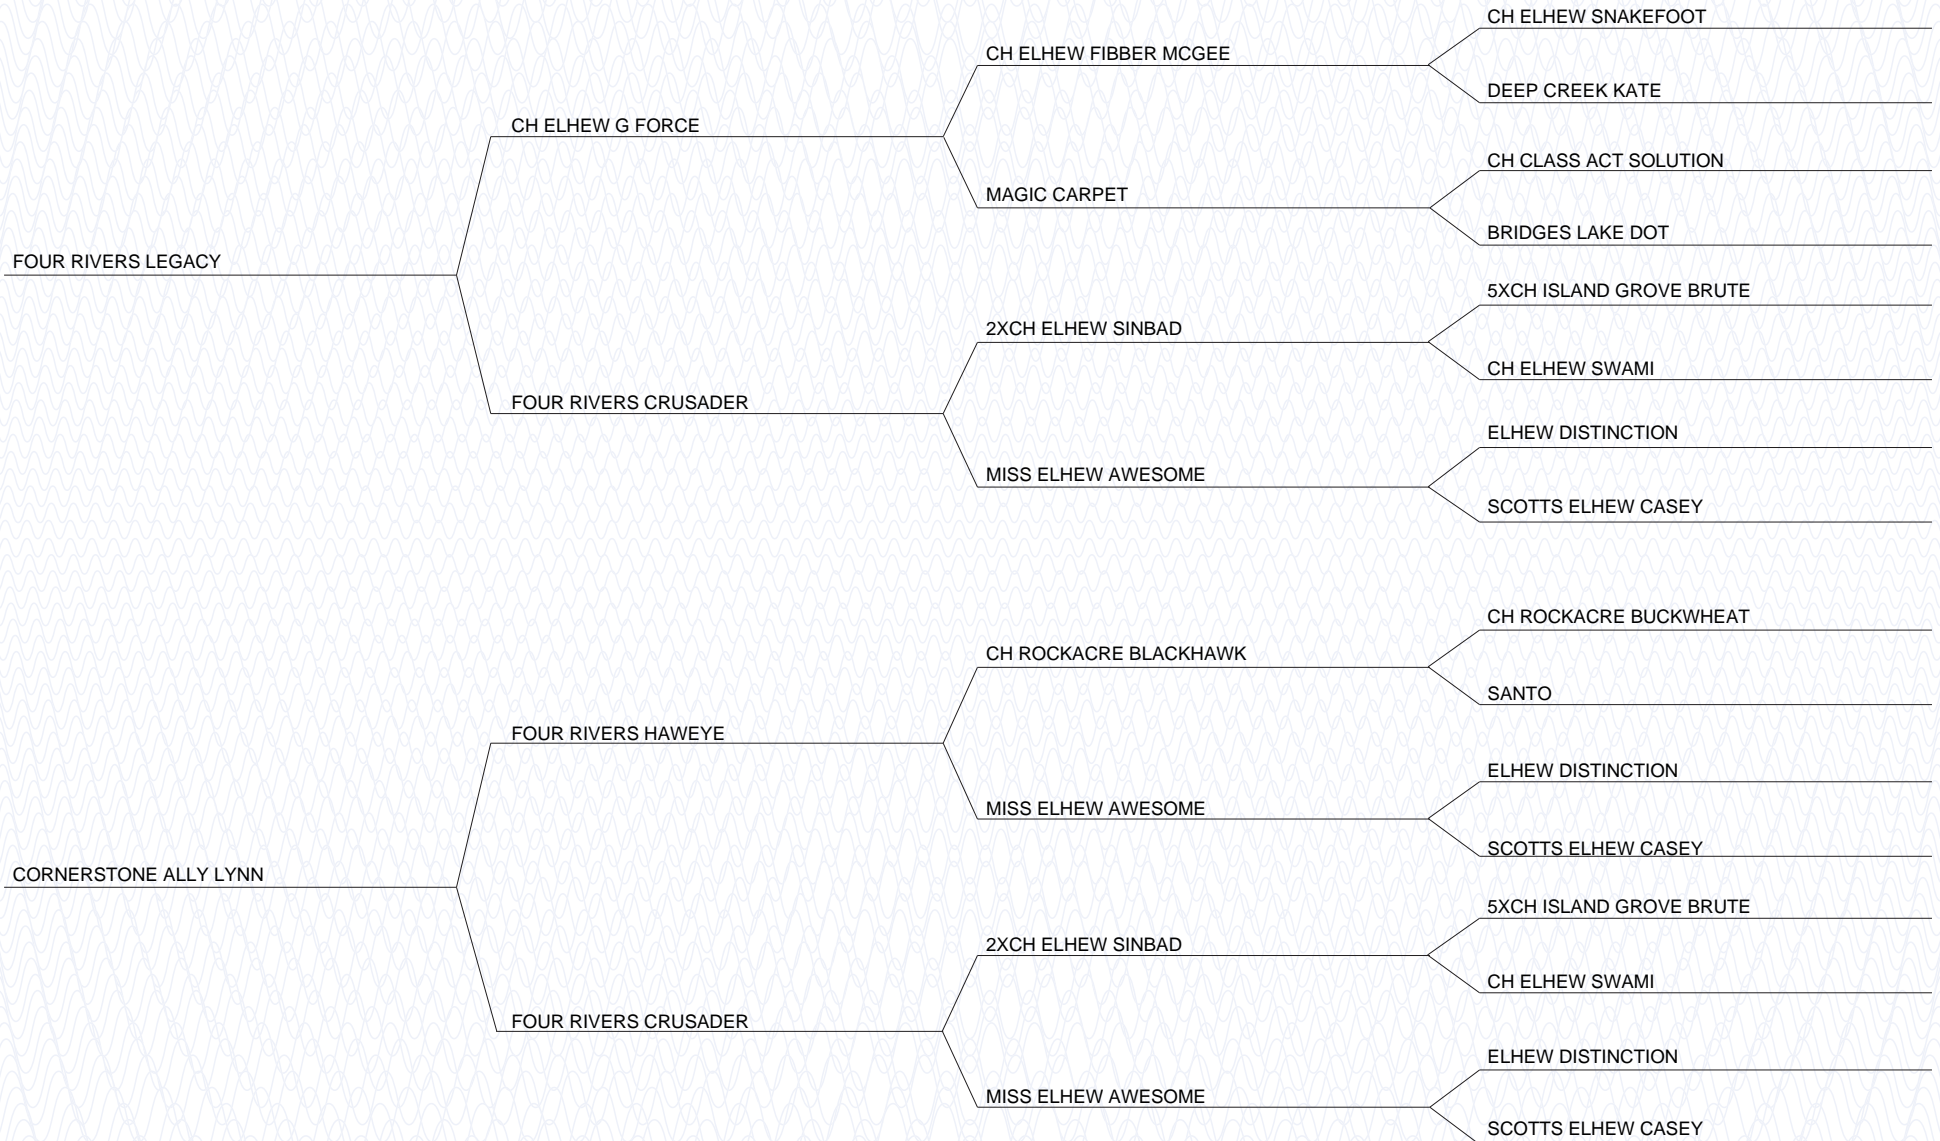 CH ELHEW SNAKEFOOT
CH ELHEW FIBBER MCGEE
DEEP CREEK KATE
CH ELHEW G FORCE
CH CLASS ACT SOLUTION
MAGIC CARPET
BRIDGES LAKE DOT
FOUR RIVERS LEGACY
5XCH ISLAND GROVE BRUTE
2XCH ELHEW SINBAD
CH ELHEW SWAMI
FOUR RIVERS CRUSADER
ELHEW DISTINCTION
MISS ELHEW AWESOME
SCOTTS ELHEW CASEY
CH ROCKACRE BUCKWHEAT
CH ROCKACRE BLACKHAWK
SANTO
FOUR RIVERS HAWEYE
ELHEW DISTINCTION
MISS ELHEW AWESOME
SCOTTS ELHEW CASEY
CORNERSTONE ALLY LYNN
5XCH ISLAND GROVE BRUTE
2XCH ELHEW SINBAD
CH ELHEW SWAMI
FOUR RIVERS CRUSADER
ELHEW DISTINCTION
MISS ELHEW AWESOME
SCOTTS ELHEW CASEY